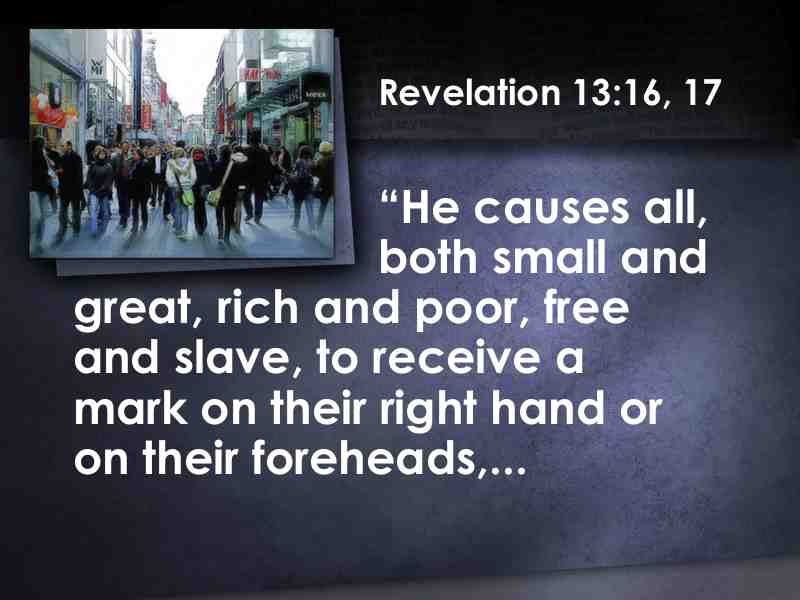 WMF
Revelation 13:16, 17
“He causes all,
both small and
great, rich and poor, free
and slave, to receive a
mark on their right hand or
on their foreheads,...